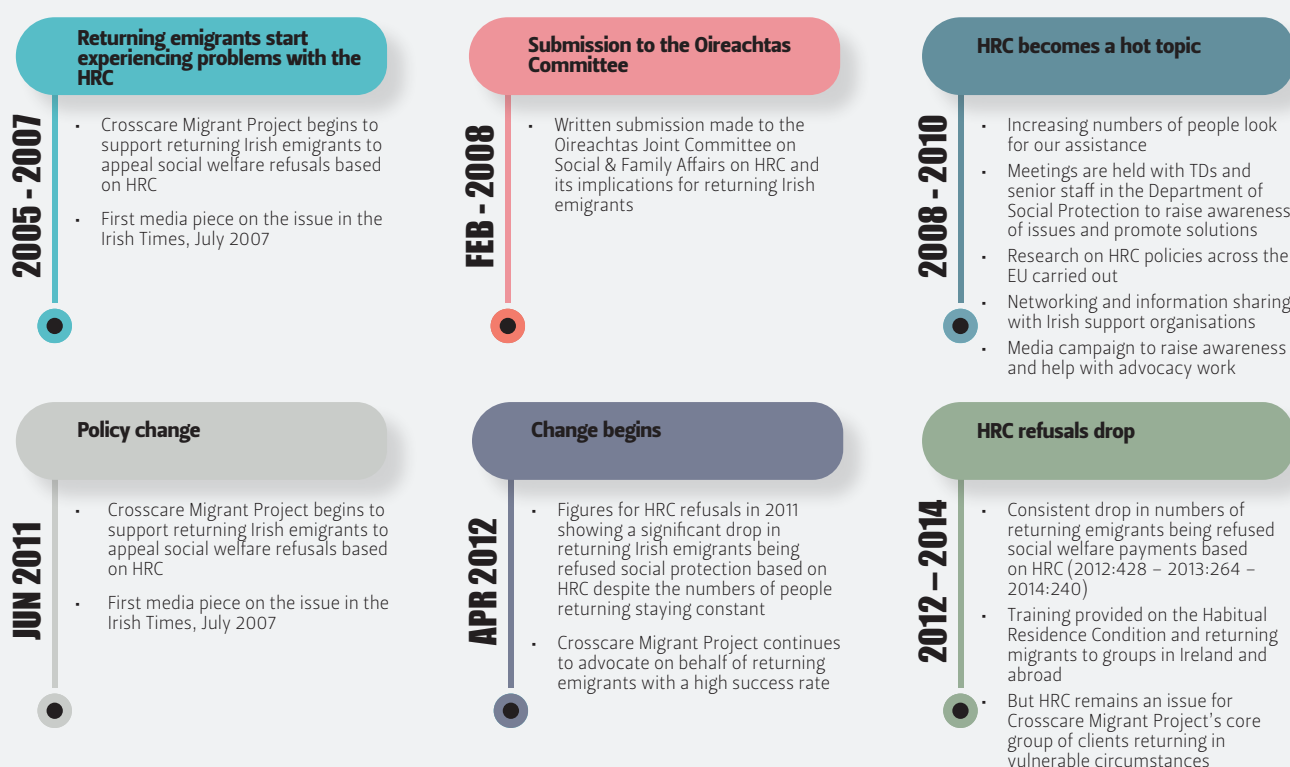 Returning emigrants start
experiencing problems with the
HRC
2005 - 2007
• Crosscare Migrant Project begins to
support returning Irish emigrants to
appeal social welfare refusals based
on HRC
• First media piece on the issue in the
Irish Times, July 2007
Submission to the Oireachtas
Committee
FEB - 2008
• Written submission made to the
Oireachtas Joint Committee on
Social & Family Affairs on HRC and
its implications for returning Irish
emigrants
HRC becomes a hot topic
2008 - 2010
• Increasing numbers of people look
for our assistance
• Meetings are held with TDs and
senior staff in the Department of
Social Protection to raise awareness
of issues and promote solutions
• Research on HRC policies across the
EU carried out
• Networking and information sharing
with Irish support organisations
• Media campaign to raise awareness
and help with advocacy work
Policy change
JUN 2011
• Crosscare Migrant Project begins to
support returning Irish emigrants to
appeal social welfare refusals based
on HRC
• First media piece on the issue in the
Irish Times, July 2007
Change begins
APR 2012
• Figures for HRC refusals in 2011
showing a significant drop in
returning Irish emigrants being
refused social protection based on
HRC despite the numbers of people
returning staying constant
• Crosscare Migrant Project continues
to advocate on behalf of returning
emigrants with a high success rate
HRC refusals drop
2012 – 2014
• Consistent drop in numbers of
returning emigrants being refused
social welfare payments based
on HRC (2012:428 – 2013:264 –
2014:240)
• Training provided on the Habitual
Residence Condition and returning
migrants to groups in Ireland and
abroad
• But HRC remains an issue for
Crosscare Migrant Project's core
group of clients returning in
vulnerable circumstances